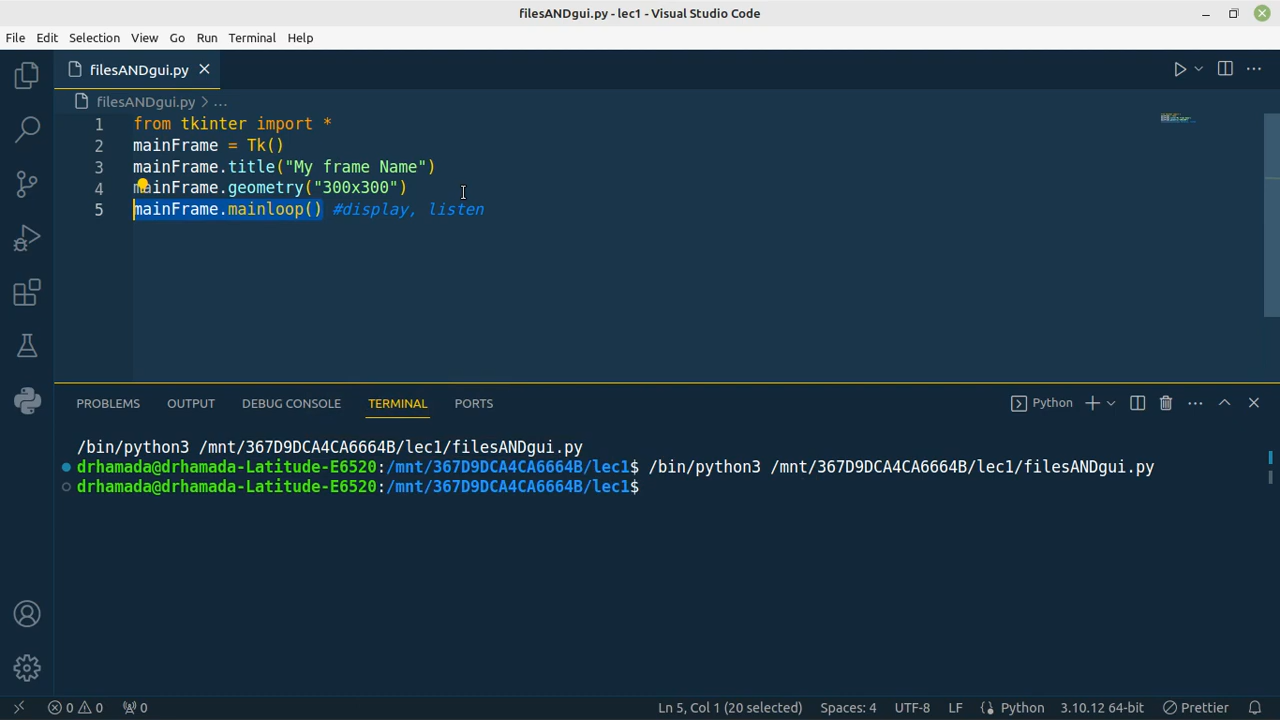 filesANDgui.py - lec1 - Visual Studio Code
File Edit Selection View Go Run Terminal Help
filesANDgui.py
filesANDgui.py > ...
1 from tkinter import *
2 mainFrame = Tk()
3 mainFrame.title("My frame Name")
4 mainFrame.geometry("300x300")
5 mainFrame.mainloop() #display, listen
PROBLEMS OUTPUT DEBUG CONSOLE TERMINAL PORTS Python
/bin/python3 /mnt/367D9DCA4CA6664B/lec1/filesANDgui.py
drhamada@drhamada-Latitude-E6520:/mnt/367D9DCA4CA6664B/lec1$ /bin/python3 /mnt/367D9DCA4CA6664B/lec1/filesANDgui.py
drhamada@drhamada-Latitude-E6520:/mnt/367D9DCA4CA6664B/lec1$
0 0 0 Ln 5, Col 1 (20 selected) Spaces: 4 UTF-8 LF Python 3.10.12 64-bit Prettier